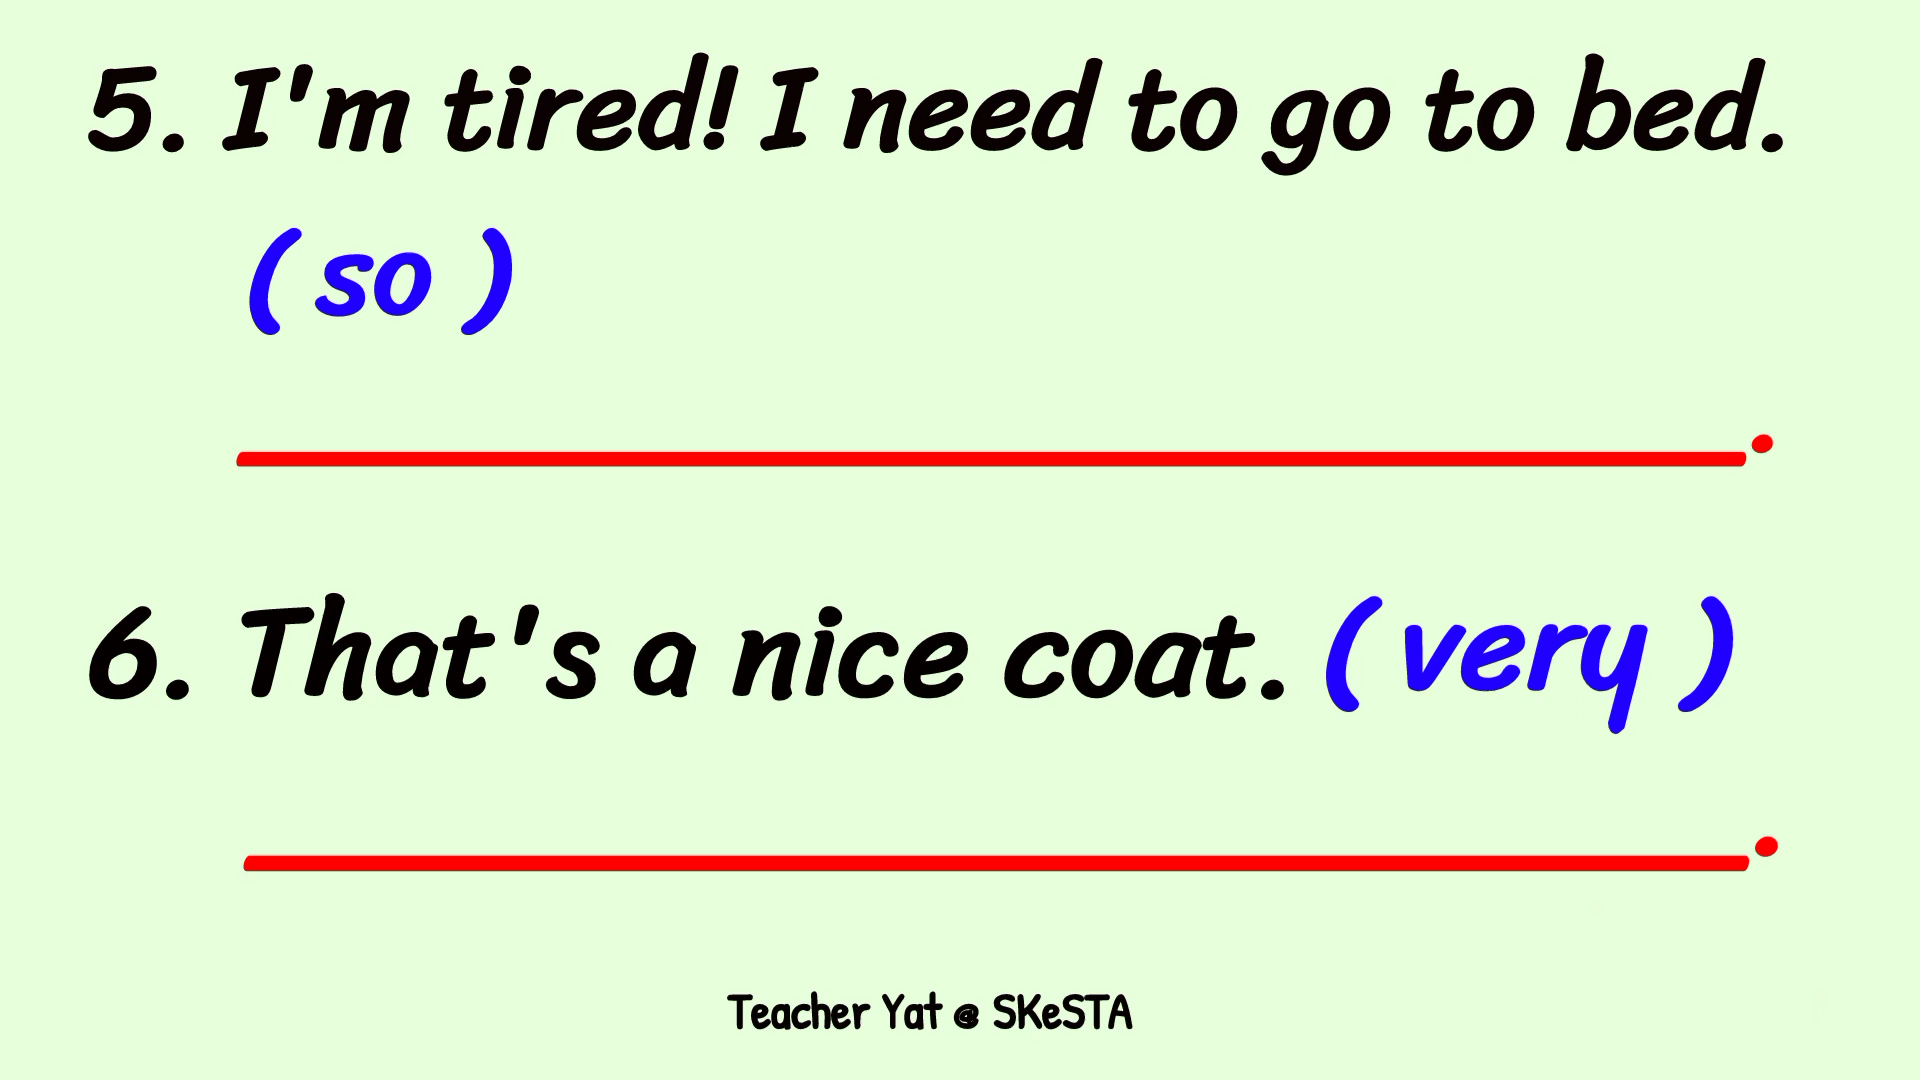 5. I'm tired! I need to go to bed.
( so )
.
6. That's a nice coat. ( very )
.
Teacher Yat @ SKeSTA